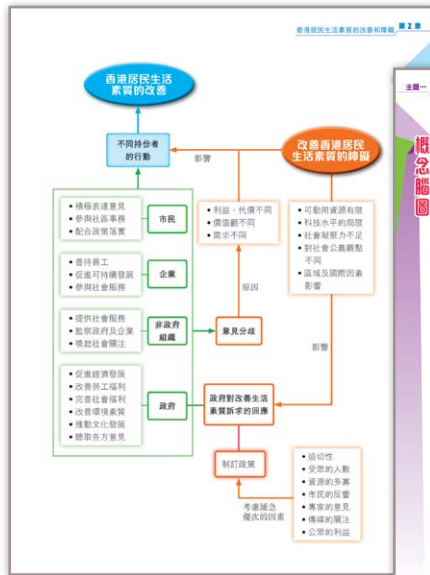 香港居民生活素質的改善和障礙 第2章
主題一
概念腦圖
香港居民生活
素質的改善
不同持份者
的行動
影響
改善香港居民
生活素質的障礙
• 積極表達意見
• 參與社區事務
• 配合政策落實
市民
• 利益、代價不同
• 價值觀不同
• 需求不同
• 可動用資源有限
• 科技水平的局限
• 社會凝聚力不足
• 對社會公義觀點
不同
• 區域及國際因素
影響
• 善待員工
• 促進可持續發展
• 參與社會服務
企業
原因
• 提供社會服務
• 監察政府及企業
• 喚起社會關注
非政府
組織
意見分歧
影響
• 促進經濟發展
• 改善勞工福利
• 完善社會福利
• 改善環境素質
• 推動文化發展
• 聽取各方意見
政府
政府對改善生活
素質訴求的回應
制訂政策
考慮緩急
優次的因素
• 迫切性
• 受眾的人數
• 資源的多寡
• 市民的反響
• 專家的意見
• 傳媒的關注
• 公眾的利益